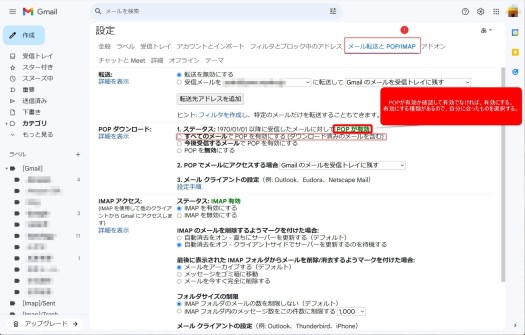 Gmail
メールを検索
作成
受信トレイ
スター付き
スヌーズ中
重要
送信済み
下書き
カテゴリ
もっと見る
ラベル
[Gmail]
[Imap]/Sent
[Imap]/Trash
アップグレード
設定
あ
全般 ラベル 受信トレイ アカウントとインポート フィルタとブロック中のアドレス メール転送と POP/IMAP アドオン
チャットと Meet 詳細 オフライン テーマ
転送:
詳細を表示
転送を無効にする
受信メールを
に転送して Gmail のメールを受信トレイに残す
転送先アドレスを追加
ヒント: フィルタを作成し、特定のメールだけを転送することもできます。
POPが有効か確認して有効でなければ、有効にする。
有効にする種類があるので、自分に合ったものを選択する。
POP ダウンロード:
詳細を表示
1. ステータス: 1970/01/01 以降に受信したメールに対して POP が有効
すべてのメールで POP を有効にする (ダウンロード済みのメールを含む)
今後受信するメールで POP を有効にする
POP を無効にする
2. POP でメールにアクセスする場合 Gmail のメールを受信トレイに残す
3. メール クライアントの設定 (例: Outlook、Eudora、Netscape Mail)
設定手順
IMAP アクセス:
(IMAP を使用して他のクライアントから Gmail にアクセスします)
詳細を表示
ステータス: IMAP 有効
IMAP を有効にする
IMAP を無効にする
IMAP のメールを削除するようマークを付けた場合:
自動消去をオン - 直ちにサーバーを更新する (デフォルト)
自動消去をオフ - クライアントサイドでサーバーを更新するのを待機する
最後に表示された IMAP フォルダからメールを削除/消去するようマークを付けた場合:
メールをアーカイブする (デフォルト)
メッセージをゴミ箱に移動
メールを今すぐ完全に削除する
フォルダサイズの制限
IMAP フォルダのメールの数を制限しない (デフォルト)
IMAP フォルダ内のメッセージ数をこの件数に制限する 1,000
メール クライアントの設定 (例: Outlook、Thunderbird、iPhone)